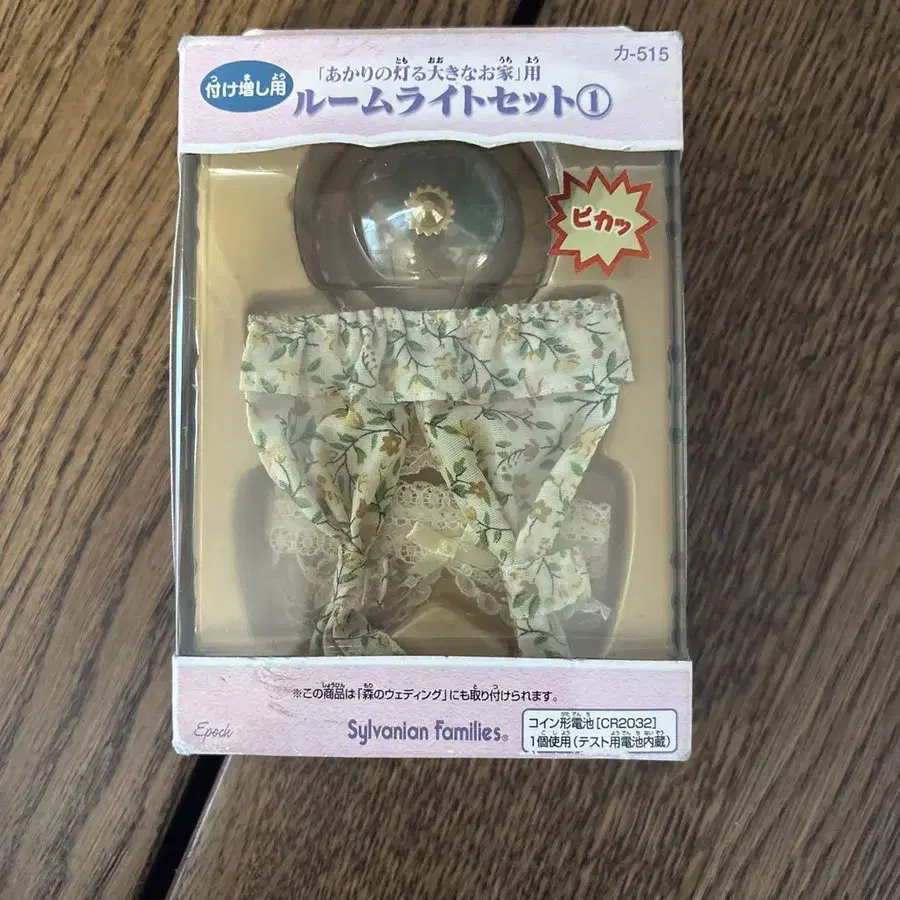 カ-515
付け増し用
「あかりの灯る大きなお家」用
ルームライトセット①
ピカッ
※この商品は「森のウェディング」にも取り付けられます。
Epoch
Sylvanian Families®
コイン形電池[CR2032]
1個使用(テスト用電池内蔵)